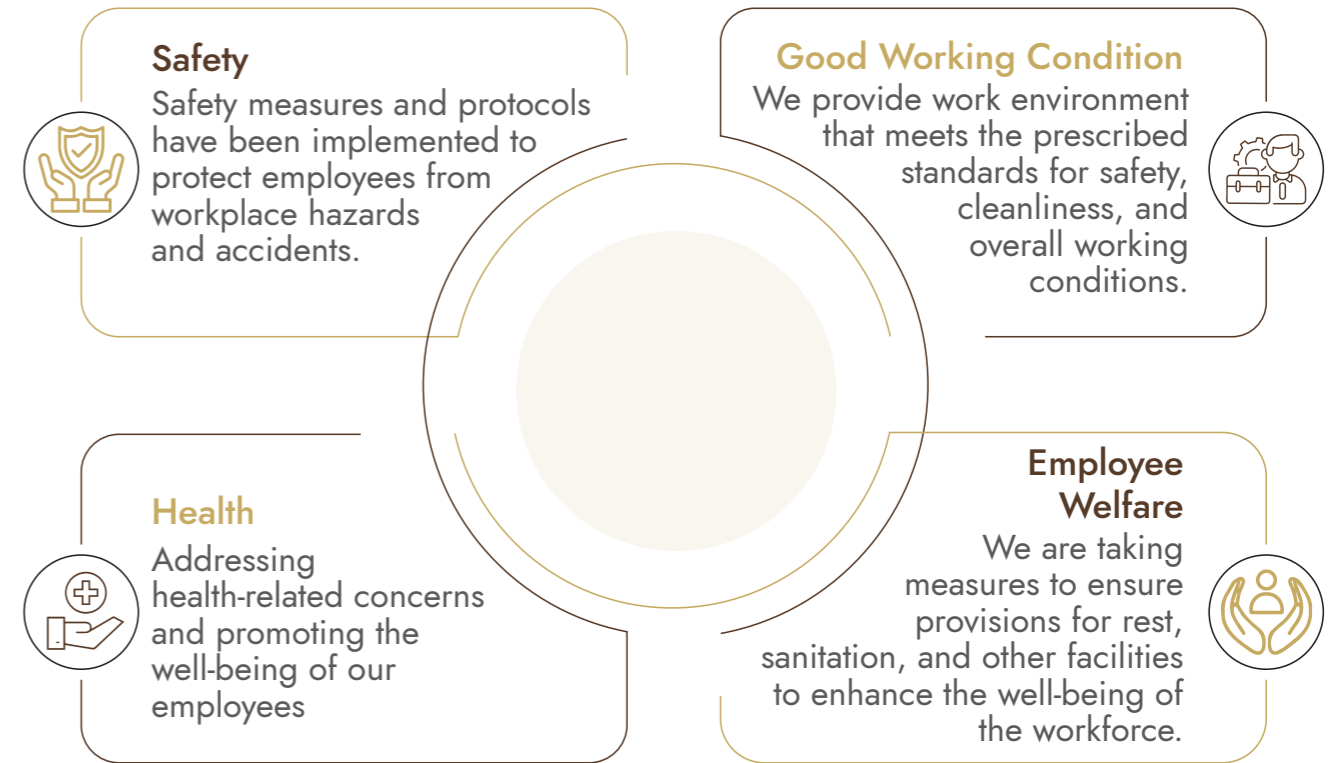 Safety
Safety measures and protocols
have been implemented to
protect employees from
workplace hazards
and accidents.
Good Working Condition
We provide work environment
that meets the prescribed
standards for safety,
cleanliness, and
overall working
conditions.
Health
Addressing
health-related concerns
and promoting the
well-being of our
employees
Employee
Welfare
We are taking
measures to ensure
provisions for rest,
sanitation, and other facilities
to enhance the well-being of
the workforce.